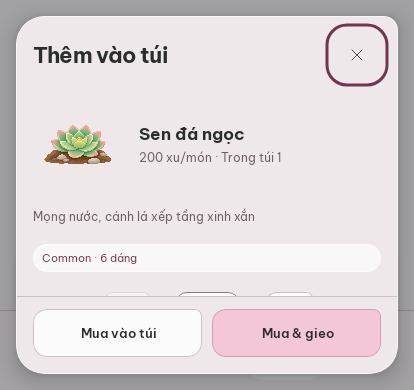 Thêm vào túi
Sen đá ngọc
200 xu/món · Trong túi 1
Mọng nước, cánh lá xếp tầng xinh xắn
Common · 6 dáng
Mua vào túi
Mua & gieo